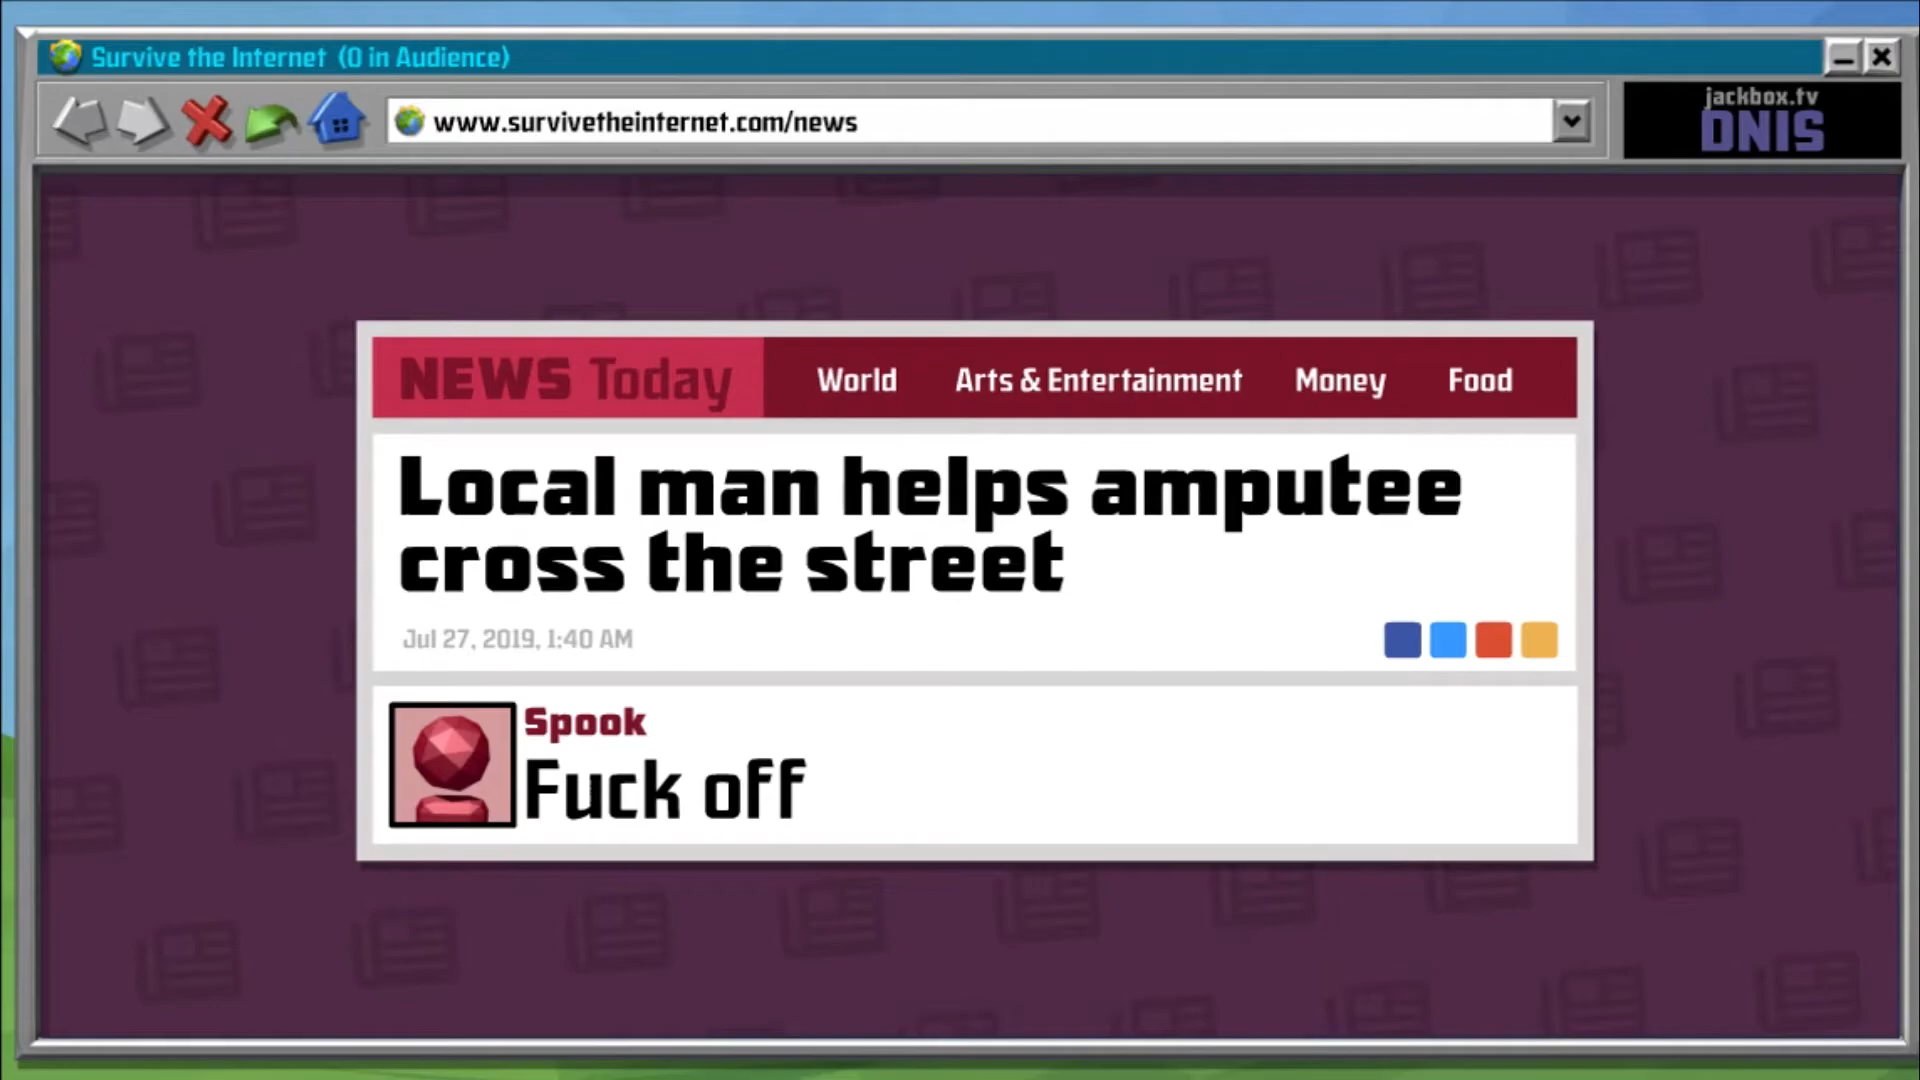 Survive the Internet (0 in Audience)
www.survivetheinternet.com/news
jackbox.tv
DNIS
NEWS Today World Arts & Entertainment Money Food
Local man helps amputee
cross the street
Jul 27, 2019, 1:40 AM
Spook
Fuck off